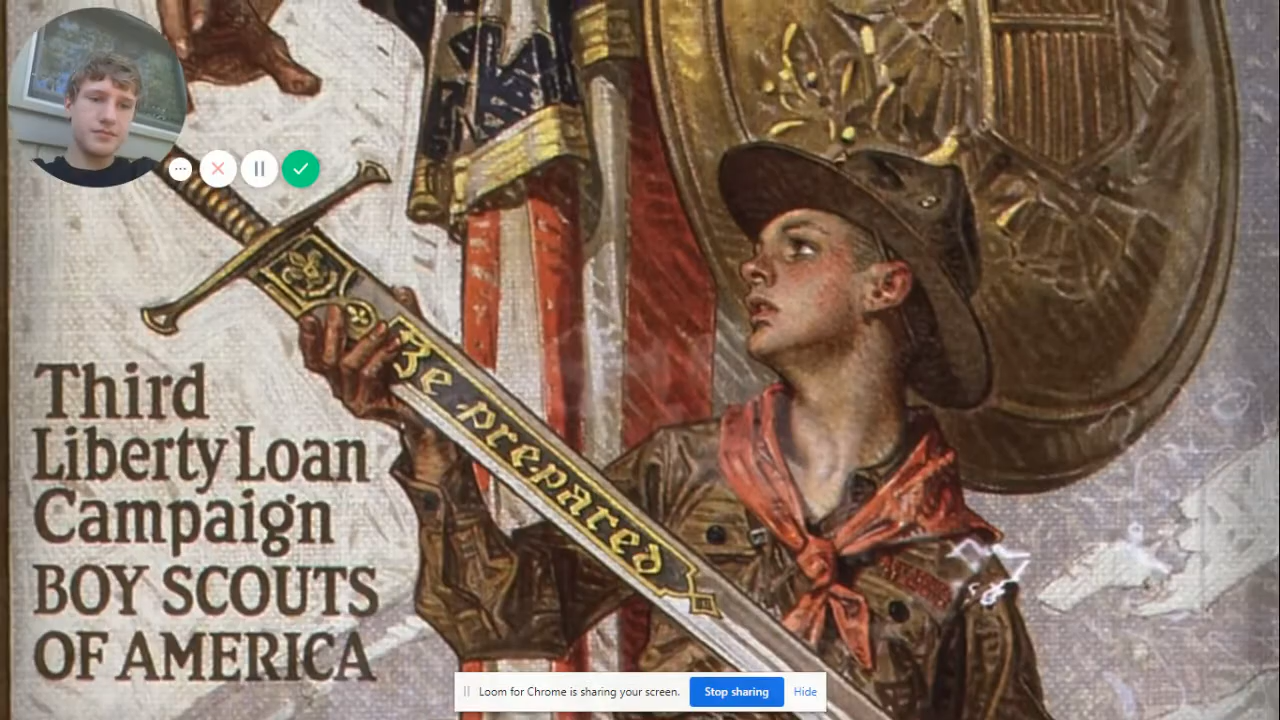 Be prepared
Third
Liberty Loan
Campaign
BOY SCOUTS
OF AMERICA
Loom for Chrome is sharing your screen.
Stop sharing
Hide